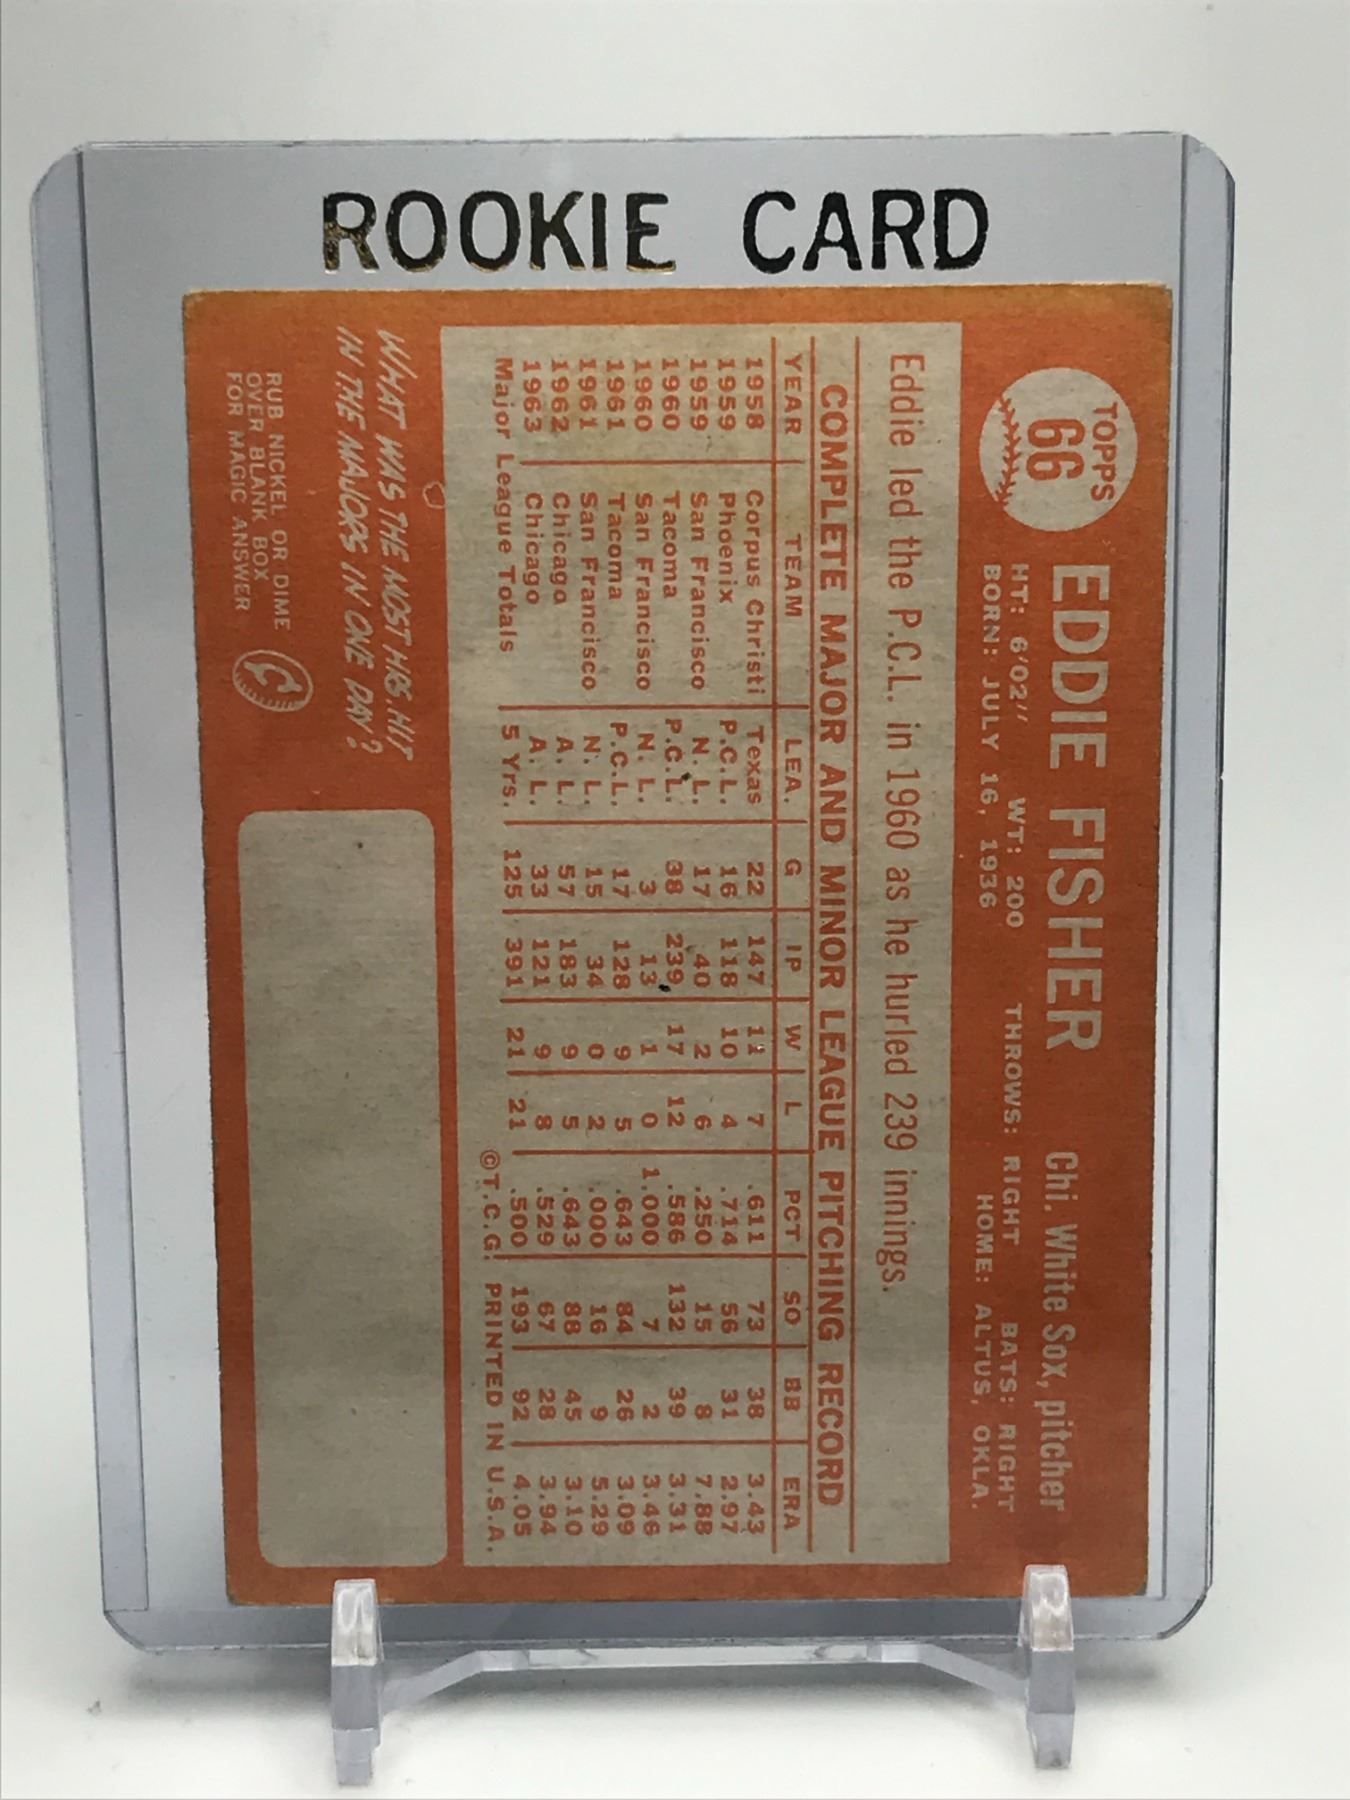 ROOKIE CARD
TOPPS
66
EDDIE FISHER Chi. White Sox, pitcher
HT: 6'02" WT: 200 THROWS: RIGHT BATS: RIGHT
BORN: JULY 16, 1936 HOME: ALTUS, OKLA.
Eddie led the P.C.L. in 1960 as he hurled 239 innings.
COMPLETE MAJOR AND MINOR LEAGUE PITCHING RECORD
YEAR TEAM LEA. G IP W L PCT SO BB ERA
1958 Corpus Christi Texas 22 147 11 7 .611 73 38 3.43
1959 Phoenix P.C.L. 16 118 10 4 .714 56 31 2.97
1959 San Francisco N. L. 17 40 2 6 .250 15 8 7.88
1960 Tacoma P.C.L. 38 239 17 12 .586 132 39 3.31
1960 San Francisco N. L. 3 13 1 0 1.000 7 2 3.46
1961 Tacoma P.C.L. 17 128 9 5 .643 84 26 3.09
1961 San Francisco N. L. 15 34 0 2 .000 16 9 5.29
1962 Chicago A. L. 57 183 9 5 .643 88 45 3.10
1963 Chicago A. L. 33 121 9 8 .529 67 28 3.94
Major League Totals 5 Yrs. 125 391 21 21 .500 193 92 4.05
©T.C.G. PRINTED IN U.S.A.
WHAT WAS THE MOST HRS. HIT
IN THE MAJORS IN ONE DAY?
RUB NICKEL OR DIME
OVER BLANK BOX
FOR MAGIC ANSWER